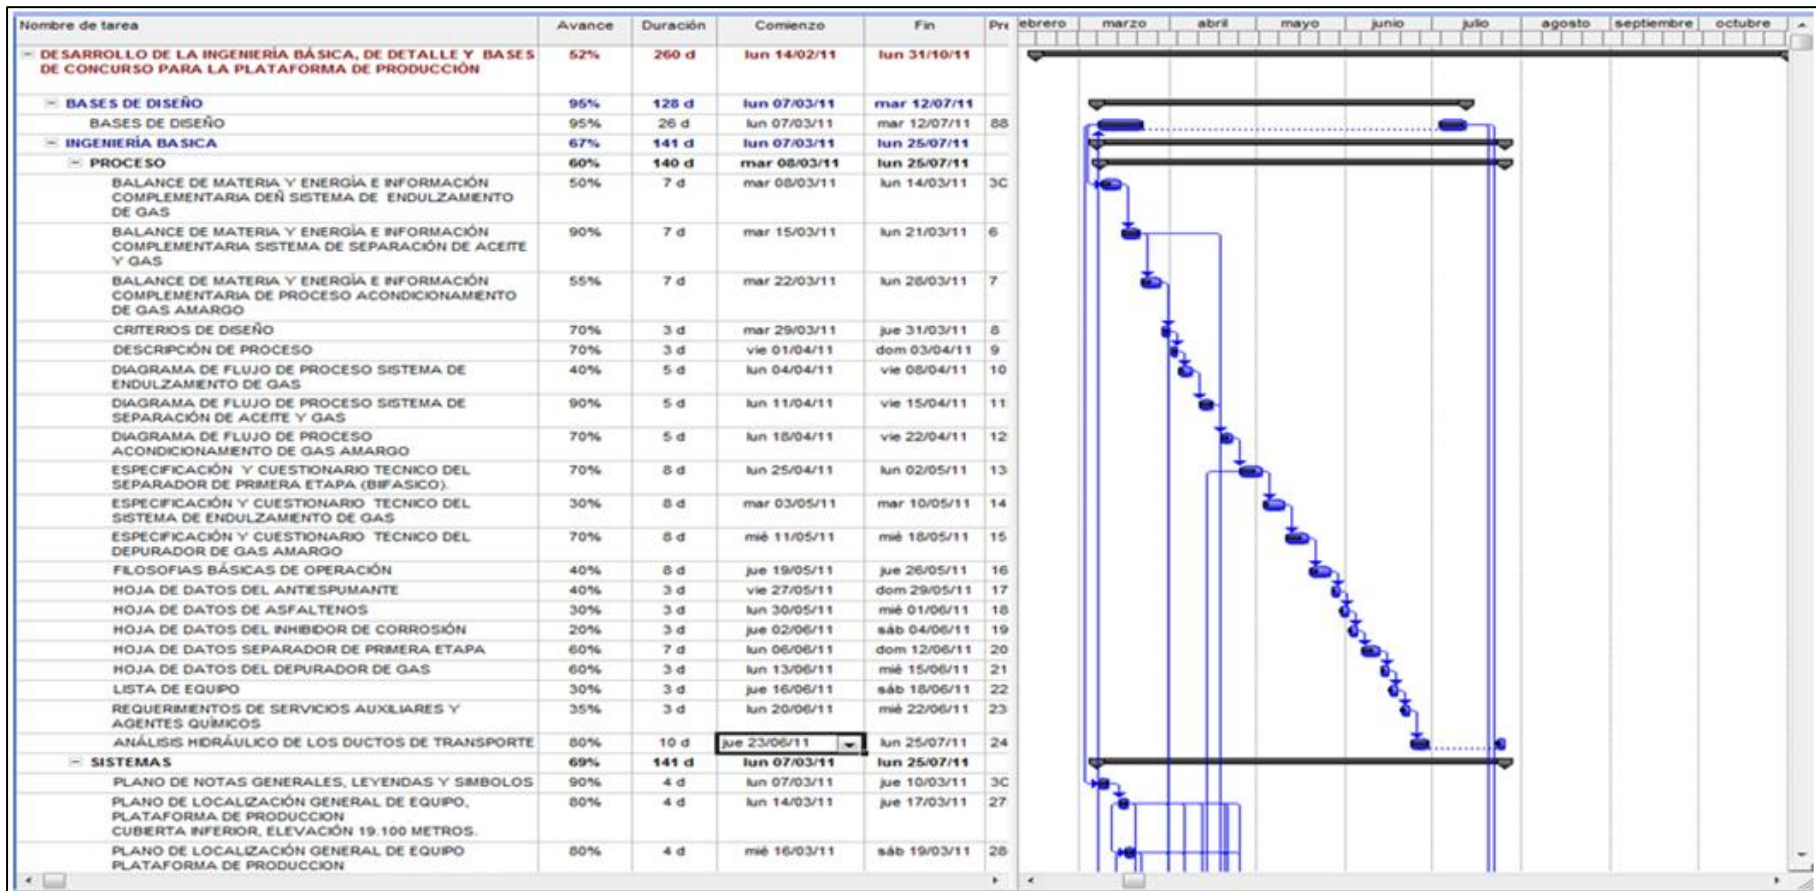 Nombre de tarea Avance Duración Comienzo Fin Pre ebrero marzo abril mayo junio julio agosto septiembre octubre
DESARROLLO DE LA INGENIERÍA BÁSICA, DE DETALLE Y BASES 52% 260 d lun 14/02/11 lun 31/10/11
DE CONCURSO PARA LA PLATAFORMA DE PRODUCCIÓN
BASES DE DISEÑO 95% 128 d lun 07/03/11 mar 12/07/11
BASES DE DISEÑO 95% 26 d lun 07/03/11 mar 12/07/11 88
INGENIERÍA BASICA 67% 141 d lun 07/03/11 lun 25/07/11
PROCESO 60% 140 d mar 08/03/11 lun 25/07/11
BALANCE DE MATERIA Y ENERGÌA E INFORMACIÓN 50% 7 d mar 08/03/11 lun 14/03/11 3C
COMPLEMENTARIA DEÑ SISTEMA DE ENDULZAMIENTO
DE GAS
BALANCE DE MATERIA Y ENERGÌA E INFORMACIÓN 90% 7 d mar 15/03/11 lun 21/03/11 6
COMPLEMENTARIA SISTEMA DE SEPARACIÓN DE ACEITE
Y GAS
BALANCE DE MATERIA Y ENERGÌA E INFORMACIÓN 55% 7 d mar 22/03/11 lun 28/03/11 7
COMPLEMENTARIA DE PROCESO ACONDICIONAMIENTO
DE GAS AMARGO
CRITERIOS DE DISEÑO 70% 3 d mar 29/03/11 jue 31/03/11 8
DESCRIPCIÓN DE PROCESO 70% 3 d vie 01/04/11 dom 03/04/11 9
DIAGRAMA DE FLUJO DE PROCESO SISTEMA DE 40% 5 d lun 04/04/11 vie 08/04/11 10
ENDULZAMIENTO DE GAS
DIAGRAMA DE FLUJO DE PROCESO SISTEMA DE 90% 5 d lun 11/04/11 vie 15/04/11 11
SEPARACIÓN DE ACEITE Y GAS
DIAGRAMA DE FLUJO DE PROCESO 70% 5 d lun 18/04/11 vie 22/04/11 12
ACONDICIONAMIENTO DE GAS AMARGO
ESPECIFICACIÓN Y CUESTIONARIO TECNICO DEL 70% 8 d lun 25/04/11 lun 02/05/11 13
SEPARADOR DE PRIMERA ETAPA (BIFASICO).
ESPECIFICACIÓN Y CUESTIONARIO TECNICO DEL 30% 8 d mar 03/05/11 mar 10/05/11 14
SISTEMA DE ENDULZAMIENTO DE GAS
ESPECIFICACIÓN Y CUESTIONARIO TECNICO DEL 70% 8 d mié 11/05/11 mié 18/05/11 15
DEPURADOR DE GAS AMARGO
FILOSOFIAS BÁSICAS DE OPERACIÓN 40% 8 d jue 19/05/11 jue 26/05/11 16
HOJA DE DATOS DEL ANTIESPUMANTE 40% 3 d vie 27/05/11 dom 29/05/11 17
HOJA DE DATOS DE ASFALTENOS 30% 3 d lun 30/05/11 mié 01/06/11 18
HOJA DE DATOS DEL INHIBIDOR DE CORROSIÓN 20% 3 d jue 02/06/11 sáb 04/06/11 19
HOJA DE DATOS SEPARADOR DE PRIMERA ETAPA 60% 7 d lun 06/06/11 dom 12/06/11 20
HOJA DE DATOS DEL DEPURADOR DE GAS 60% 3 d lun 13/06/11 mié 15/06/11 21
LISTA DE EQUIPO 30% 3 d jue 16/06/11 sáb 18/06/11 22
REQUERIMIENTOS DE SERVICIOS AUXILIARES Y 35% 3 d lun 20/06/11 mié 22/06/11 23
AGENTES QUÍMICOS
ANÁLISIS HIDRÁULICO DE LOS DUCTOS DE TRANSPORTE 80% 10 d jue 23/06/11 lun 25/07/11 24
SISTEMAS 69% 141 d lun 07/03/11 lun 25/07/11
PLANO DE NOTAS GENERALES, LEYENDAS Y SIMBOLOS 90% 4 d lun 07/03/11 jue 10/03/11 3C
PLANO DE LOCALIZACIÓN GENERAL DE EQUIPO, 80% 4 d lun 14/03/11 jue 17/03/11 27
PLATAFORMA DE PRODUCCION
CUBIERTA INFERIOR, ELEVACIÓN 19.100 METROS.
PLANO DE LOCALIZACIÓN GENERAL DE EQUIPO 80% 4 d mié 16/03/11 sáb 19/03/11 28
PLATAFORMA DE PRODUCCION